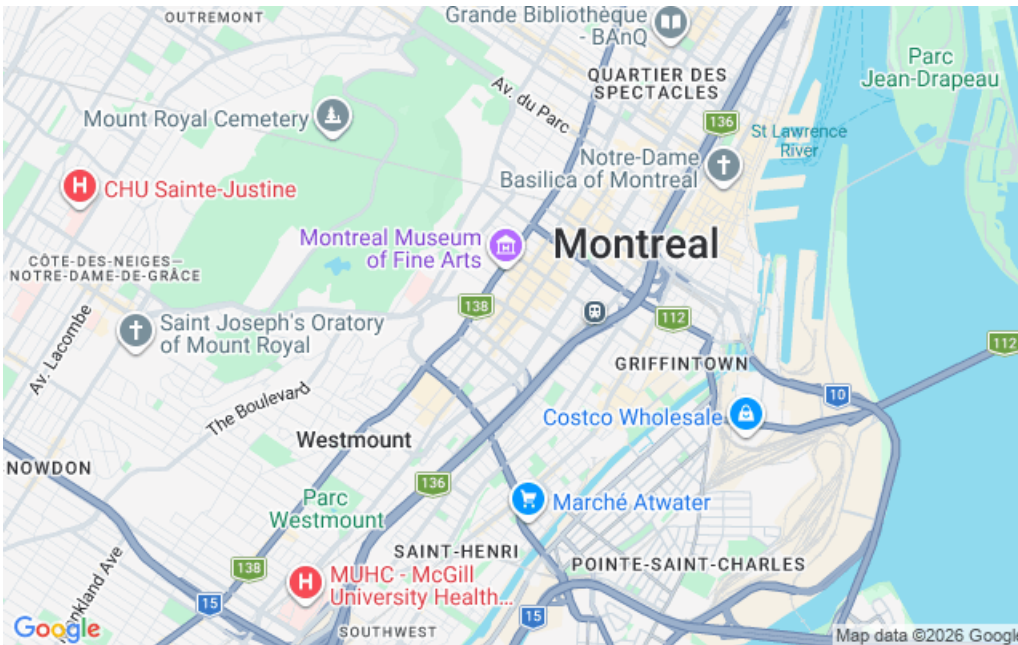 OUTREMONT
Grande Bibliothèque
- BAnQ
Parc
Jean-Drapeau
QUARTIER DES
SPECTACLES
Av. du Parc
Mount Royal Cemetery
136
St Lawrence
River
Notre-Dame
Basilica of Montreal
CHU Sainte-Justine
Montreal Museum
of Fine Arts
Montreal
CÔTE-DES-NEIGES—
NOTRE-DAME-DE-GRÂCE
138
112
Saint Joseph's Oratory
of Mount Royal
112
Av. Lacombe
GRIFFINTOWN
The Boulevard
10
Costco Wholesale
Westmount
NOWDON
136
Parc
Westmount
Marché Atwater
SAINT-HENRI
POINTE-SAINT-CHARLES
138
MUHC - McGill
University Health...
15
15
Ave
SOUTHWEST
Google
Map data ©2026 Google